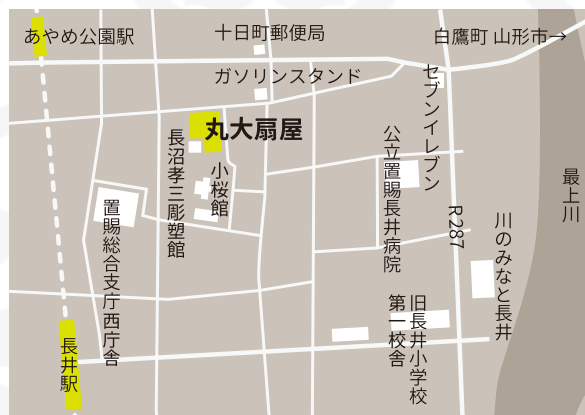 あやめ公園駅
十日町郵便局
白鷹町 山形市→
ガソリンスタンド
セブンイレブン
丸大扇屋
長沼孝三彫塑館
小桜館
公立置賜長井病院
最上川
置賜総合支庁西庁舎
R287
川のみなと長井
旧長井小学校
第一校舎
長井駅